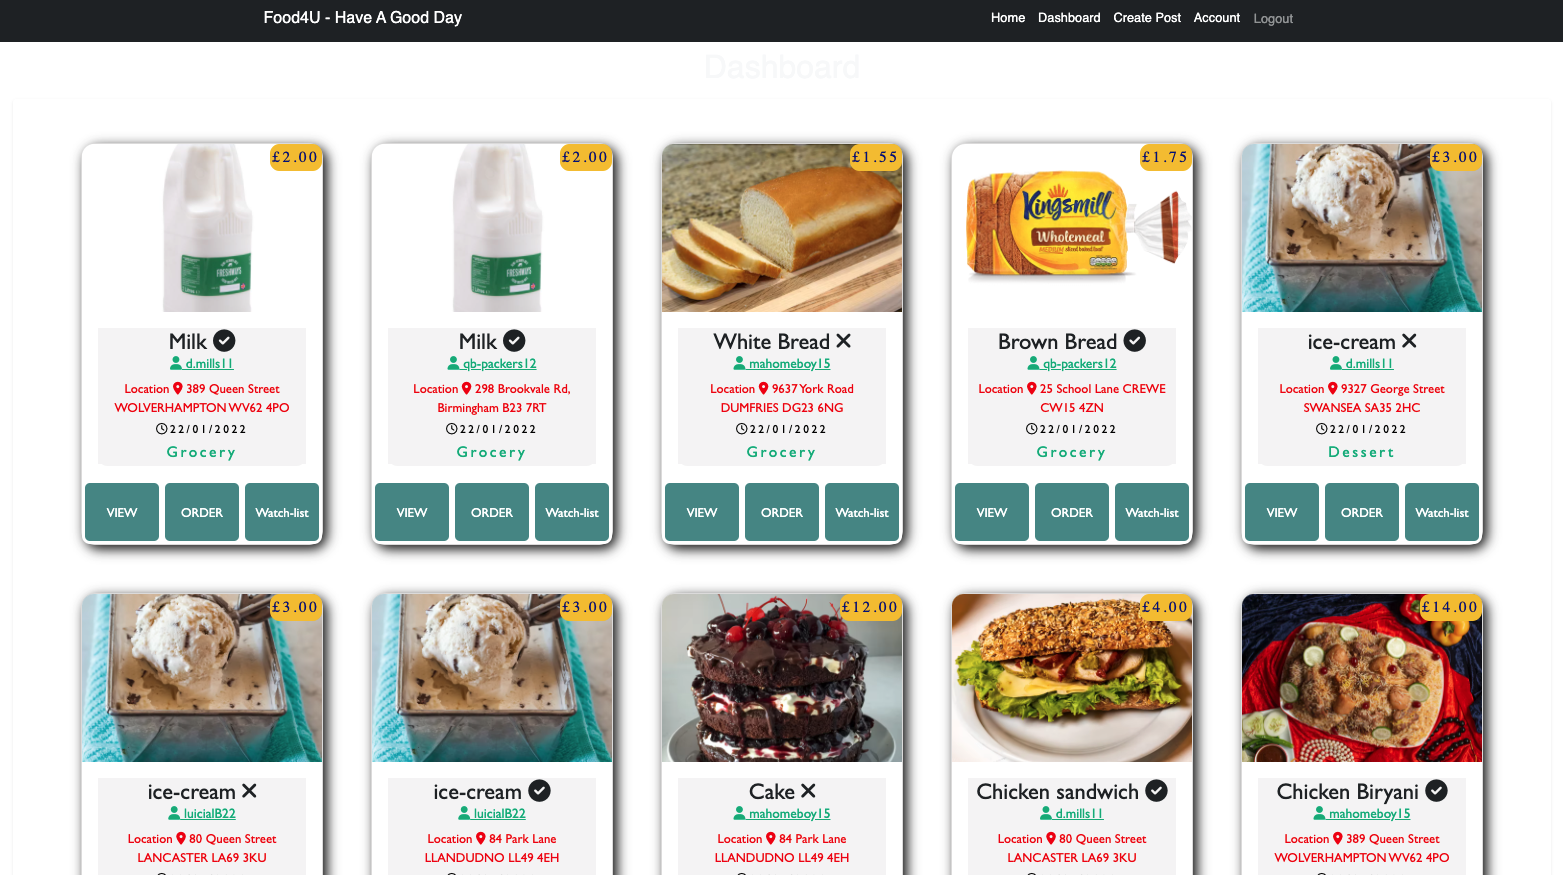 Food4U - Have A Good Day
Home Dashboard Create Post Account Logout
Dashboard
£2.00
FRESHWAYS
Milk
d.mills11
Location 389 Queen Street
WOLVERHAMPTON WV62 4PO
22/01/2022
Grocery
VIEW ORDER Watch-list
£2.00
FRESHWAYS
Milk
qb-packers12
Location 298 Brookvale Rd,
Birmingham B23 7RT
22/01/2022
Grocery
VIEW ORDER Watch-list
£1.55
White Bread
mahomeboy15
Location 9637 York Road
DUMFRIES DG23 6NG
22/01/2022
Grocery
VIEW ORDER Watch-list
£1.75
Kingsmill
Wholemeal
MEDIUM sliced baked loaf
Brown Bread
qb-packers12
Location 25 School Lane CREWE
CW15 4ZN
22/01/2022
Grocery
VIEW ORDER Watch-list
£3.00
ice-cream
d.mills11
Location 9327 George Street
SWANSEA SA35 2HC
22/01/2022
Dessert
VIEW ORDER Watch-list
£3.00
ice-cream
luicialB22
Location 80 Queen Street
LANCASTER LA69 3KU
£3.00
ice-cream
luicialB22
Location 84 Park Lane
LLANDUDNO LL49 4EH
£12.00
Cake
mahomeboy15
Location 84 Park Lane
LLANDUDNO LL49 4EH
£4.00
Chicken sandwich
d.mills11
Location 80 Queen Street
LANCASTER LA69 3KU
£14.00
Chicken Biryani
mahomeboy15
Location 389 Queen Street
WOLVERHAMPTON WV62 4PO